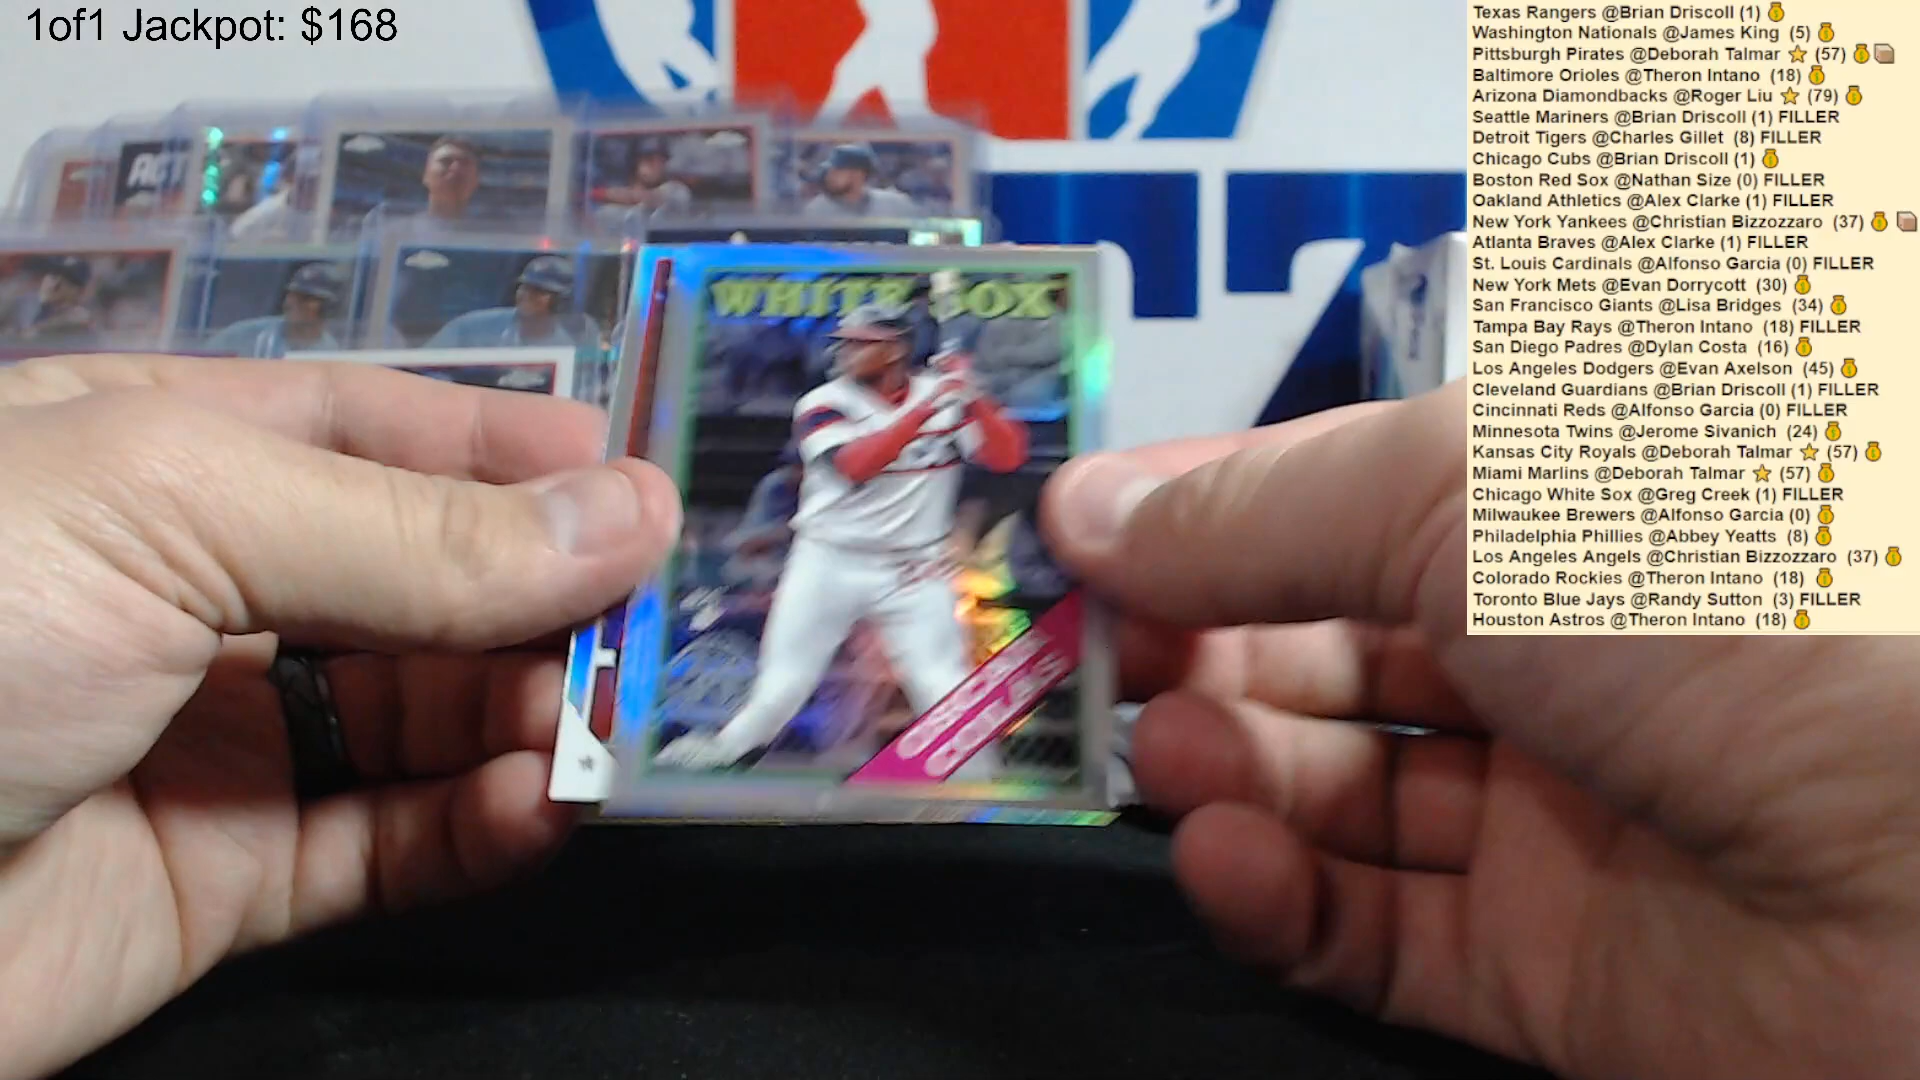 1of1 Jackpot: $168
Texas Rangers @Brian Driscoll (1)
Washington Nationals @James King (5)
Pittsburgh Pirates @Deborah Talmar (57)
Baltimore Orioles @Theron Intano (18)
Arizona Diamondbacks @Roger Liu (79)
Seattle Mariners @Brian Driscoll (1) FILLER
Detroit Tigers @Charles Gillet (8) FILLER
Chicago Cubs @Brian Driscoll (1)
Boston Red Sox @Nathan Size (0) FILLER
Oakland Athletics @Alex Clarke (1) FILLER
New York Yankees @Christian Bizzozzaro (37)
Atlanta Braves @Alex Clarke (1) FILLER
St. Louis Cardinals @Alfonso Garcia (0) FILLER
New York Mets @Evan Dorrycott (30)
San Francisco Giants @Lisa Bridges (34)
Tampa Bay Rays @Theron Intano (18) FILLER
San Diego Padres @Dylan Costa (16)
Los Angeles Dodgers @Evan Axelson (45)
Cleveland Guardians @Brian Driscoll (1) FILLER
Cincinnati Reds @Alfonso Garcia (0) FILLER
Minnesota Twins @Jerome Sivanich (24)
Kansas City Royals @Deborah Talmar (57)
Miami Marlins @Deborah Talmar (57)
Chicago White Sox @Greg Creek (1) FILLER
Milwaukee Brewers @Alfonso Garcia (0)
Philadelphia Phillies @Abbey Yeatts (8)
Los Angeles Angels @Christian Bizzozzaro (37)
Colorado Rockies @Theron Intano (18)
Toronto Blue Jays @Randy Sutton (3) FILLER
Houston Astros @Theron Intano (18)
WHITE SOX